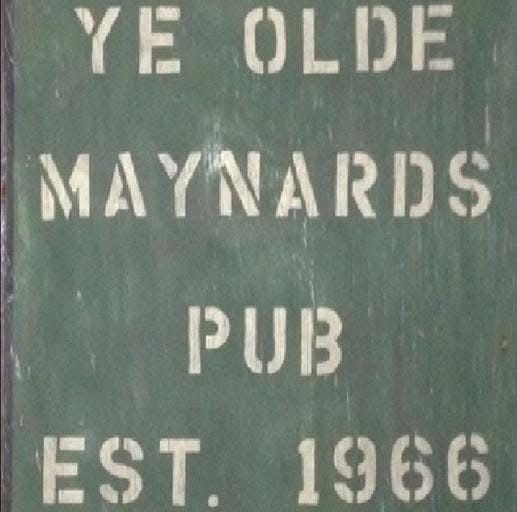 YE OLDE
MAYNARDS
PUB
EST. 1966